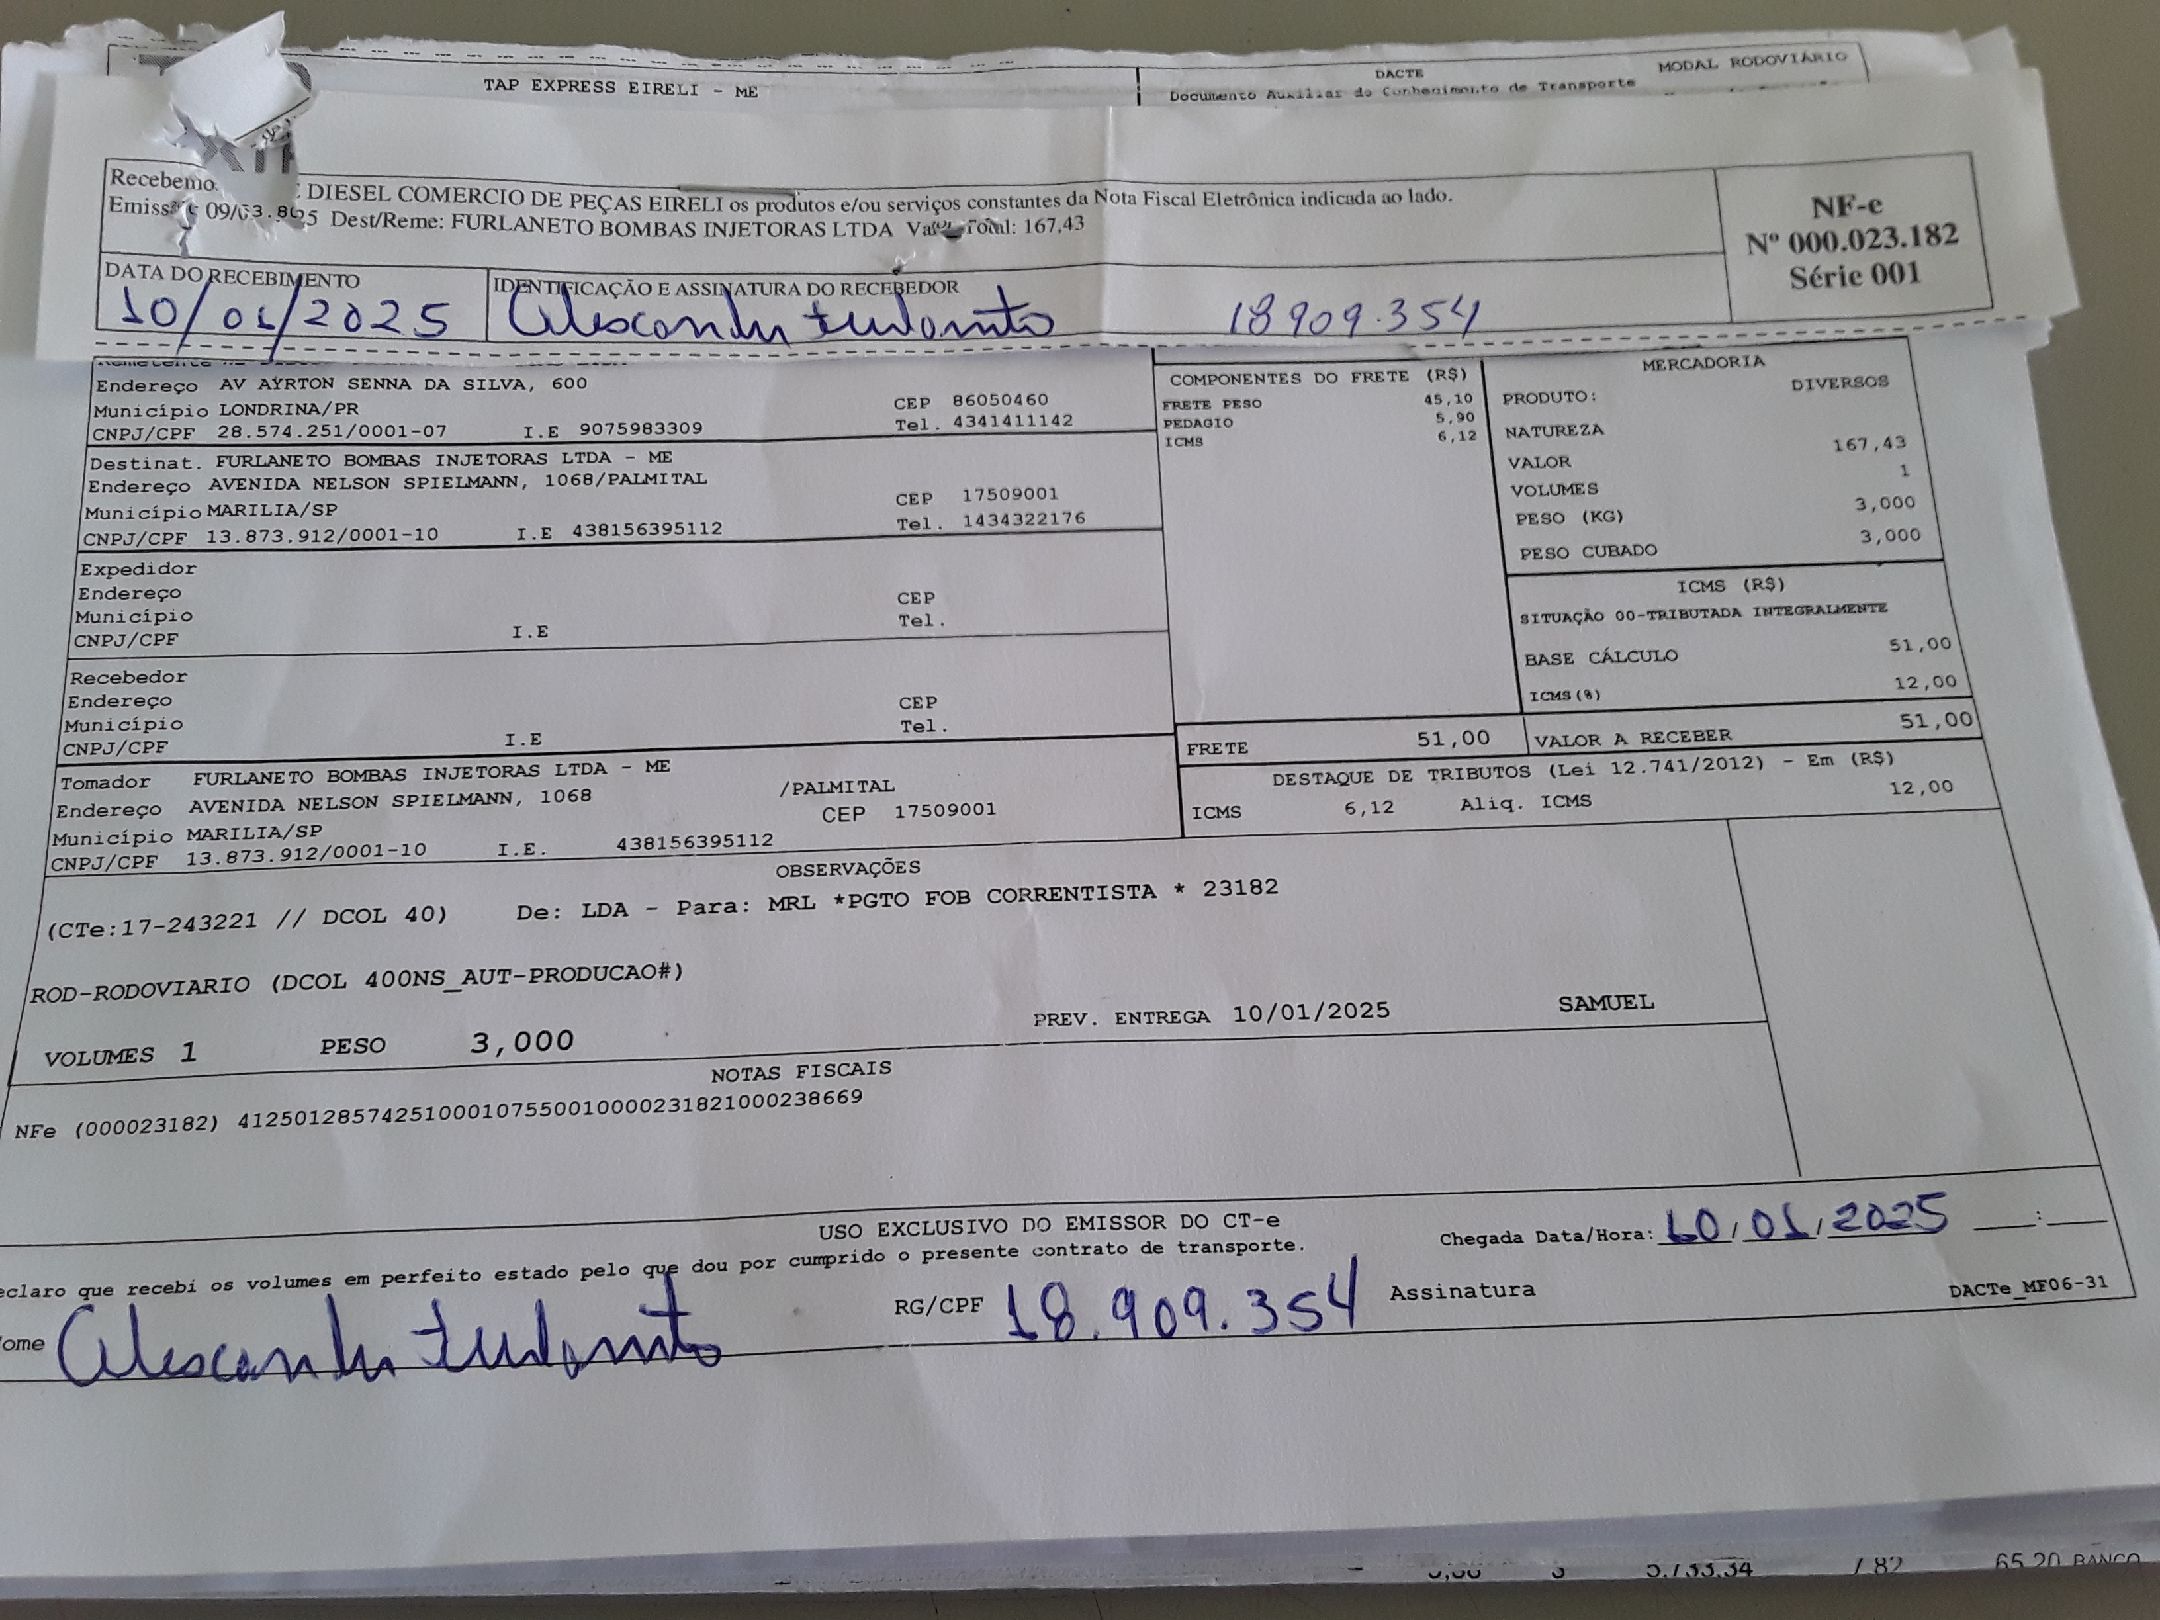 TAP EXPRESS EIRELI - ME
DACTE
MODAL RODOVIÁRIO
Documento Auxiliar do Conhecimento de Transporte
DIESEL COMERCIO DE PEÇAS EIRELI os produtos e/ou serviços constantes da Nota Fiscal Eletrônica indicada ao lado.
Dest/Reme: FURLANETO BOMBAS INJETORAS LTDA Total: 167,43
NF-e
Nº 000.023.182
Série 001
DATA DO RECEBIMENTO
10/01/2025
IDENTIFICAÇÃO E ASSINATURA DO RECEBEDOR
18909.354
Endereço AV AYRTON SENNA DA SILVA, 600
Município LONDRINA/PR CEP 86050460
CNPJ/CPF 28.574.251/0001-07 I.E 9075983309 Tel. 4341411142
Destinat. FURLANETO BOMBAS INJETORAS LTDA - ME
Endereço AVENIDA NELSON SPIELMANN, 1068/PALMITAL
Município MARILIA/SP CEP 17509001
CNPJ/CPF 13.873.912/0001-10 I.E 438156395112 Tel. 1434322176
Expedidor
Endereço
Município CEP
CNPJ/CPF I.E Tel.
Recebedor
Endereço
Município CEP
CNPJ/CPF I.E Tel.
Tomador FURLANETO BOMBAS INJETORAS LTDA - ME
Endereço AVENIDA NELSON SPIELMANN, 1068 /PALMITAL
Município MARILIA/SP CEP 17509001
CNPJ/CPF 13.873.912/0001-10 I.E. 438156395112
COMPONENTES DO FRETE (R$)
FRETE PESO 45,10
PEDAGIO 5,90
ICMS 6,12
MERCADORIA
PRODUTO: DIVERSOS
NATUREZA
VALOR 167,43
VOLUMES 1
PESO (KG) 3,000
PESO CUBADO 3,000
ICMS (R$)
SITUAÇÃO 00-TRIBUTADA INTEGRALMENTE
BASE CÁLCULO 51,00
ICMS(%) 12,00
FRETE 51,00 VALOR A RECEBER 51,00
DESTAQUE DE TRIBUTOS (Lei 12.741/2012) - Em (R$)
ICMS 6,12 Aliq. ICMS 12,00
OBSERVAÇÕES
(CTe:17-243221 // DCOL 40) De: LDA - Para: MRL *PGTO FOB CORRENTISTA * 23182
ROD-RODOVIARIO (DCOL 400NS_AUT-PRODUCAO#)
VOLUMES 1 PESO 3,000 PREV. ENTREGA 10/01/2025 SAMUEL
NOTAS FISCAIS
NFe (000023182) 41250128574251000107550010000231821000238669
USO EXCLUSIVO DO EMISSOR DO CT-e
eclaro que recebi os volumes em perfeito estado pelo que dou por cumprido o presente contrato de transporte.
Chegada Data/Hora: 10/01/2025 __:__
ome
RG/CPF 18.909.354 Assinatura
DACTe_MF06-31